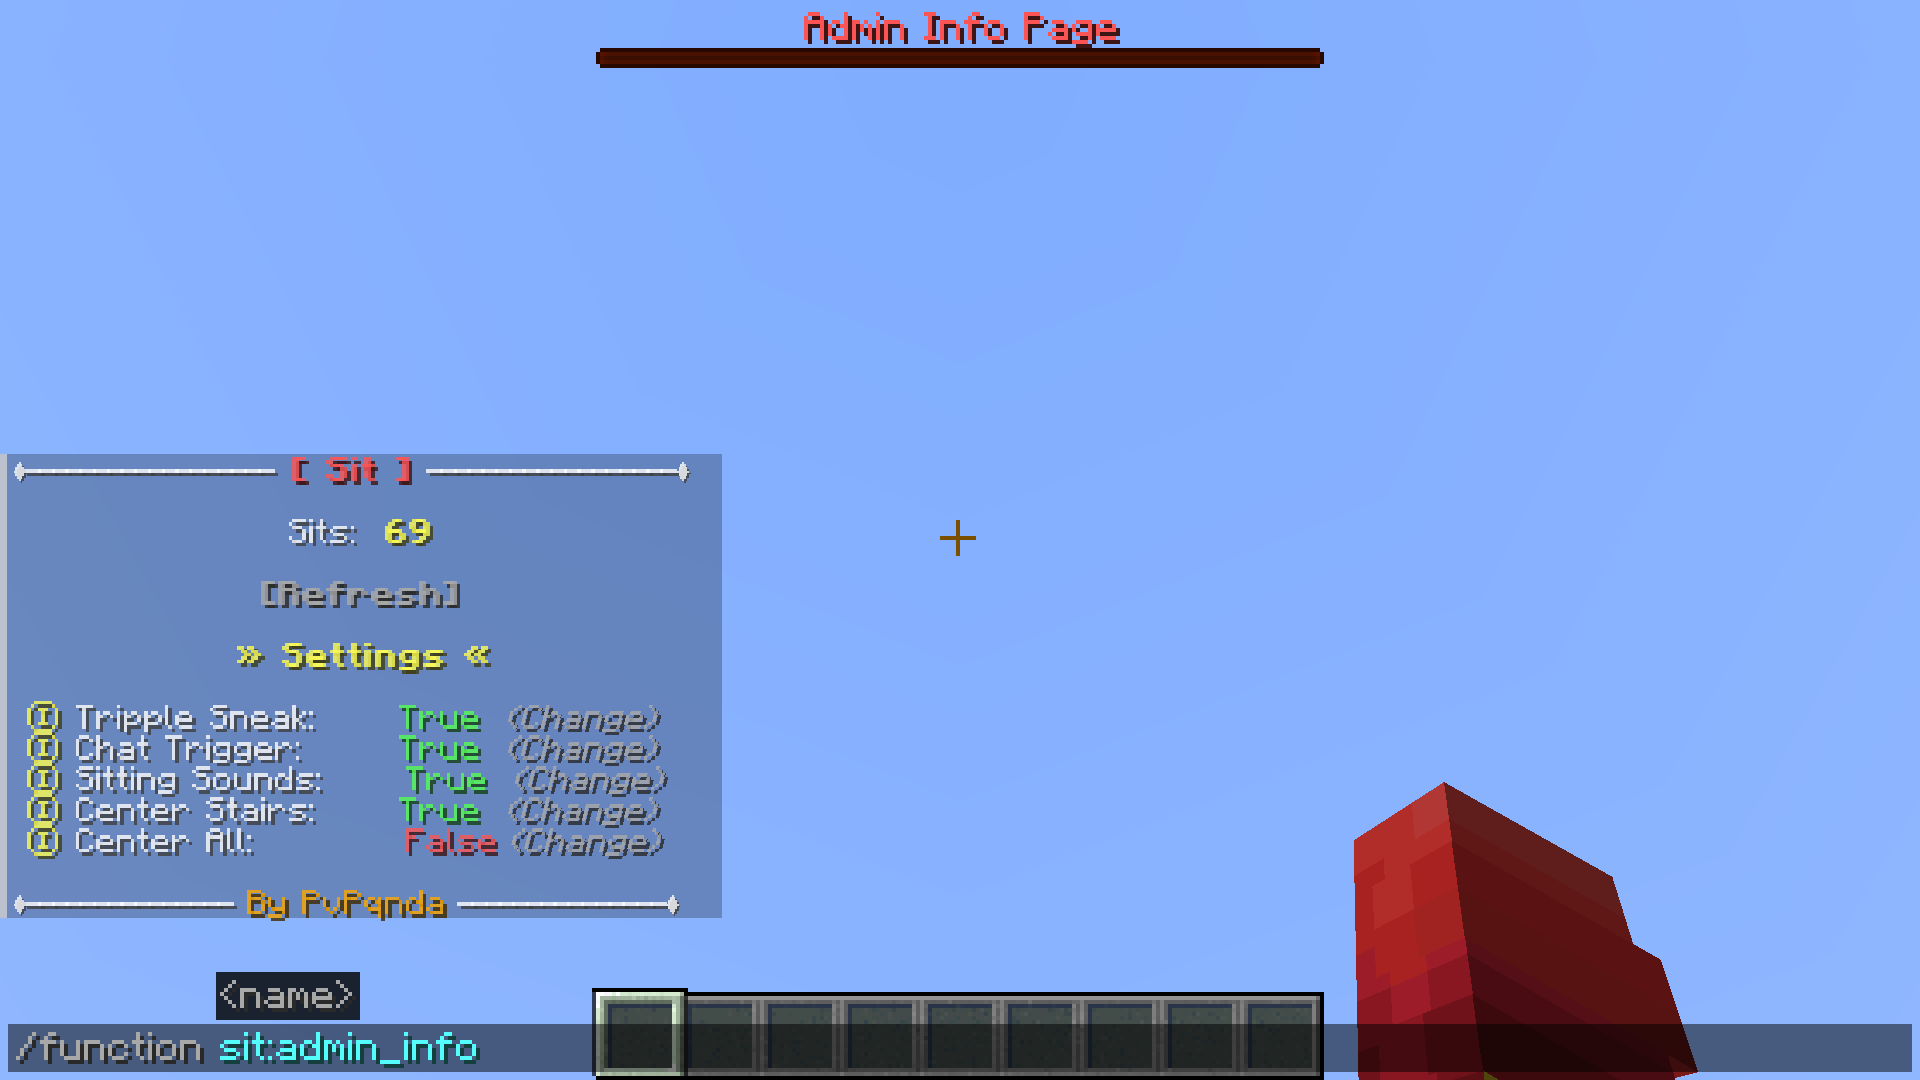 Admin Info Page
[ Sit ]
Sits: 69
[Refresh]
» Settings «
Ⓘ Tripple Sneak: True (Change)
Ⓘ Chat Trigger: True (Change)
Ⓘ Sitting Sounds: True (Change)
Ⓘ Center Stairs: True (Change)
Ⓘ Center All: False (Change)
By PvPqnda
<name>
/function sit:admin_info